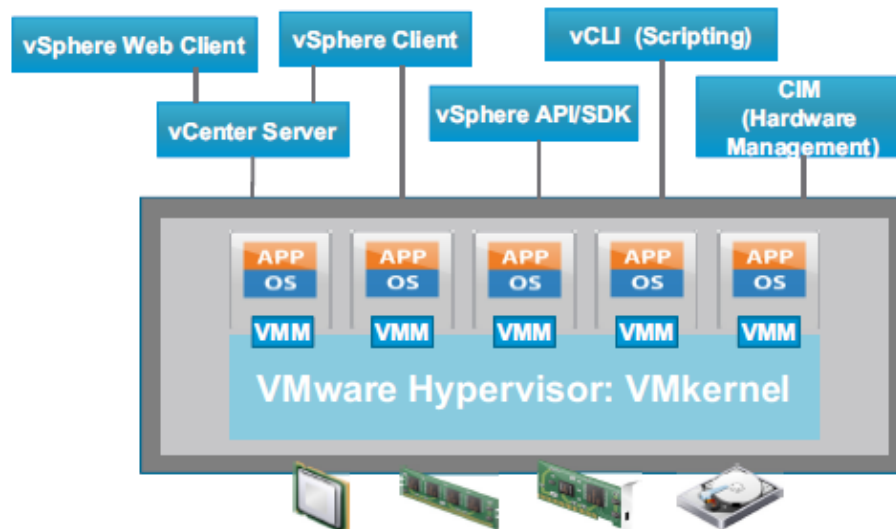 vSphere Web Client
vSphere Client
vCLI (Scripting)
vCenter Server
vSphere API/SDK
CIM
(Hardware
Management)
APP
OS
VMM
APP
OS
VMM
APP
OS
VMM
APP
OS
VMM
APP
OS
VMM
VMware Hypervisor: VMkernel